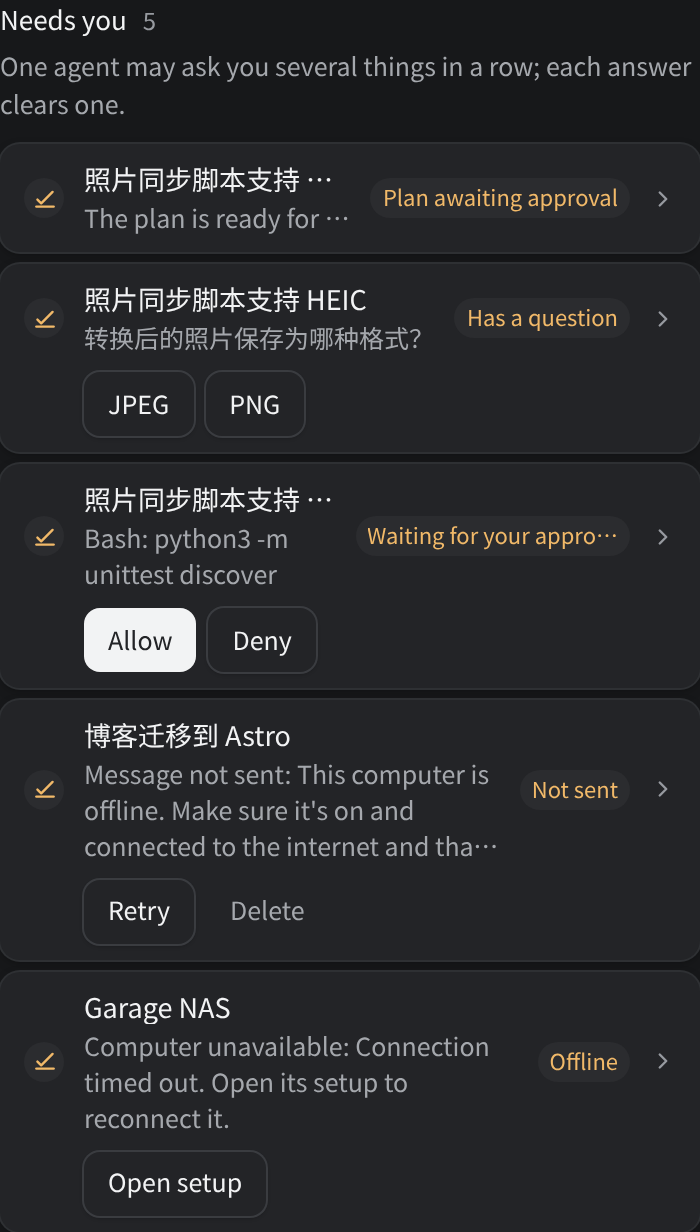 Needs you 5
One agent may ask you several things in a row; each answer
clears one.
照片同步脚本支持 ···
The plan is ready for ···
Plan awaiting approval
照片同步脚本支持 HEIC
转换后的照片保存为哪种格式?
Has a question
JPEG
PNG
照片同步脚本支持 ···
Bash: python3 -m
unittest discover
Waiting for your appro···
Allow
Deny
博客迁移到 Astro
Message not sent: This computer is
offline. Make sure it's on and
connected to the internet and tha···
Not sent
Retry
Delete
Garage NAS
Computer unavailable: Connection
timed out. Open its setup to
reconnect it.
Offline
Open setup